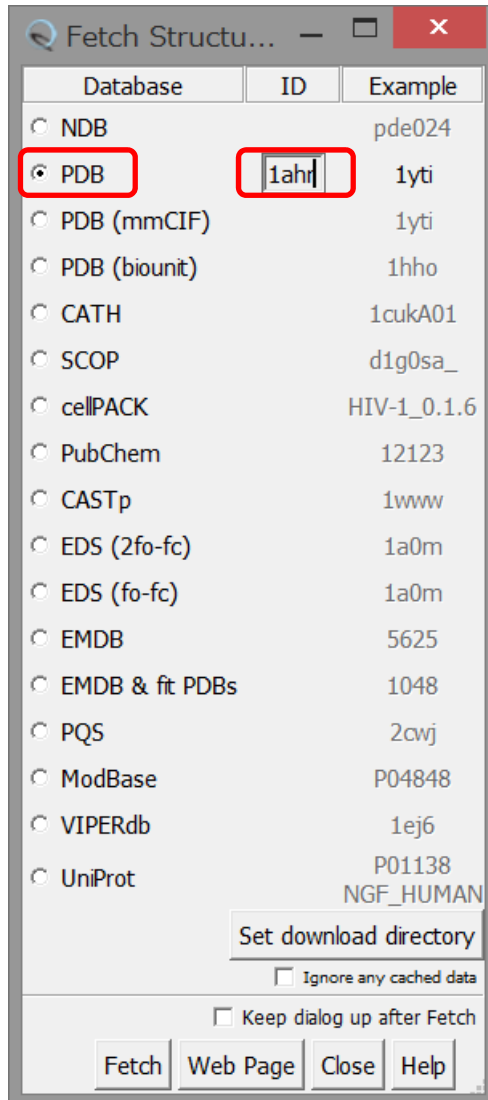 Fetch Structu...
Database ID Example
NDB pde024
PDB 1ahr 1yti
PDB (mmCIF) 1yti
PDB (biounit) 1hho
CATH 1cukA01
SCOP d1g0sa_
cellPACK HIV-1_0.1.6
PubChem 12123
CASTp 1www
EDS (2fo-fc) 1a0m
EDS (fo-fc) 1a0m
EMDB 5625
EMDB & fit PDBs 1048
PQS 2cwj
ModBase P04848
VIPERdb 1ej6
UniProt P01138
NGF_HUMAN
Set download directory
Ignore any cached data
Keep dialog up after Fetch
Fetch Web Page Close Help